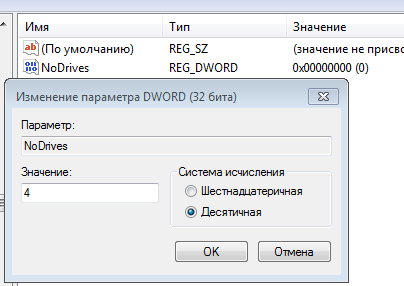 Имя Тип Значение
ab (По умолчанию) REG_SZ (значение не присво
NoDrives REG_DWORD 0x00000000 (0)
Изменение параметра DWORD (32 бита)
Параметр:
NoDrives
Значение: Система исчисления
4 Шестнадцатеричная
Десятичная
OK Отмена